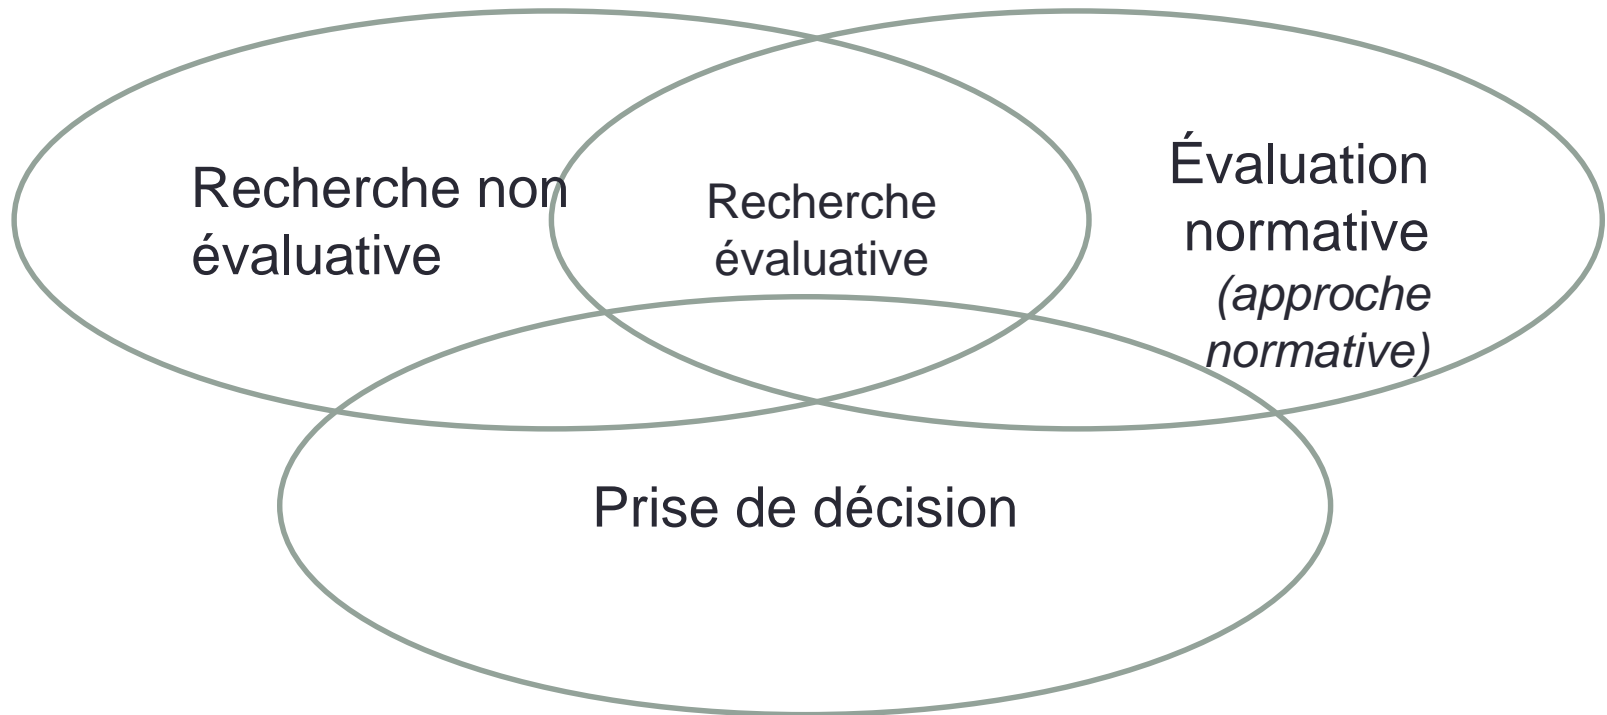 Recherche non
évaluative
Recherche
évaluative
Évaluation
normative
(approche
normative)
Prise de décision